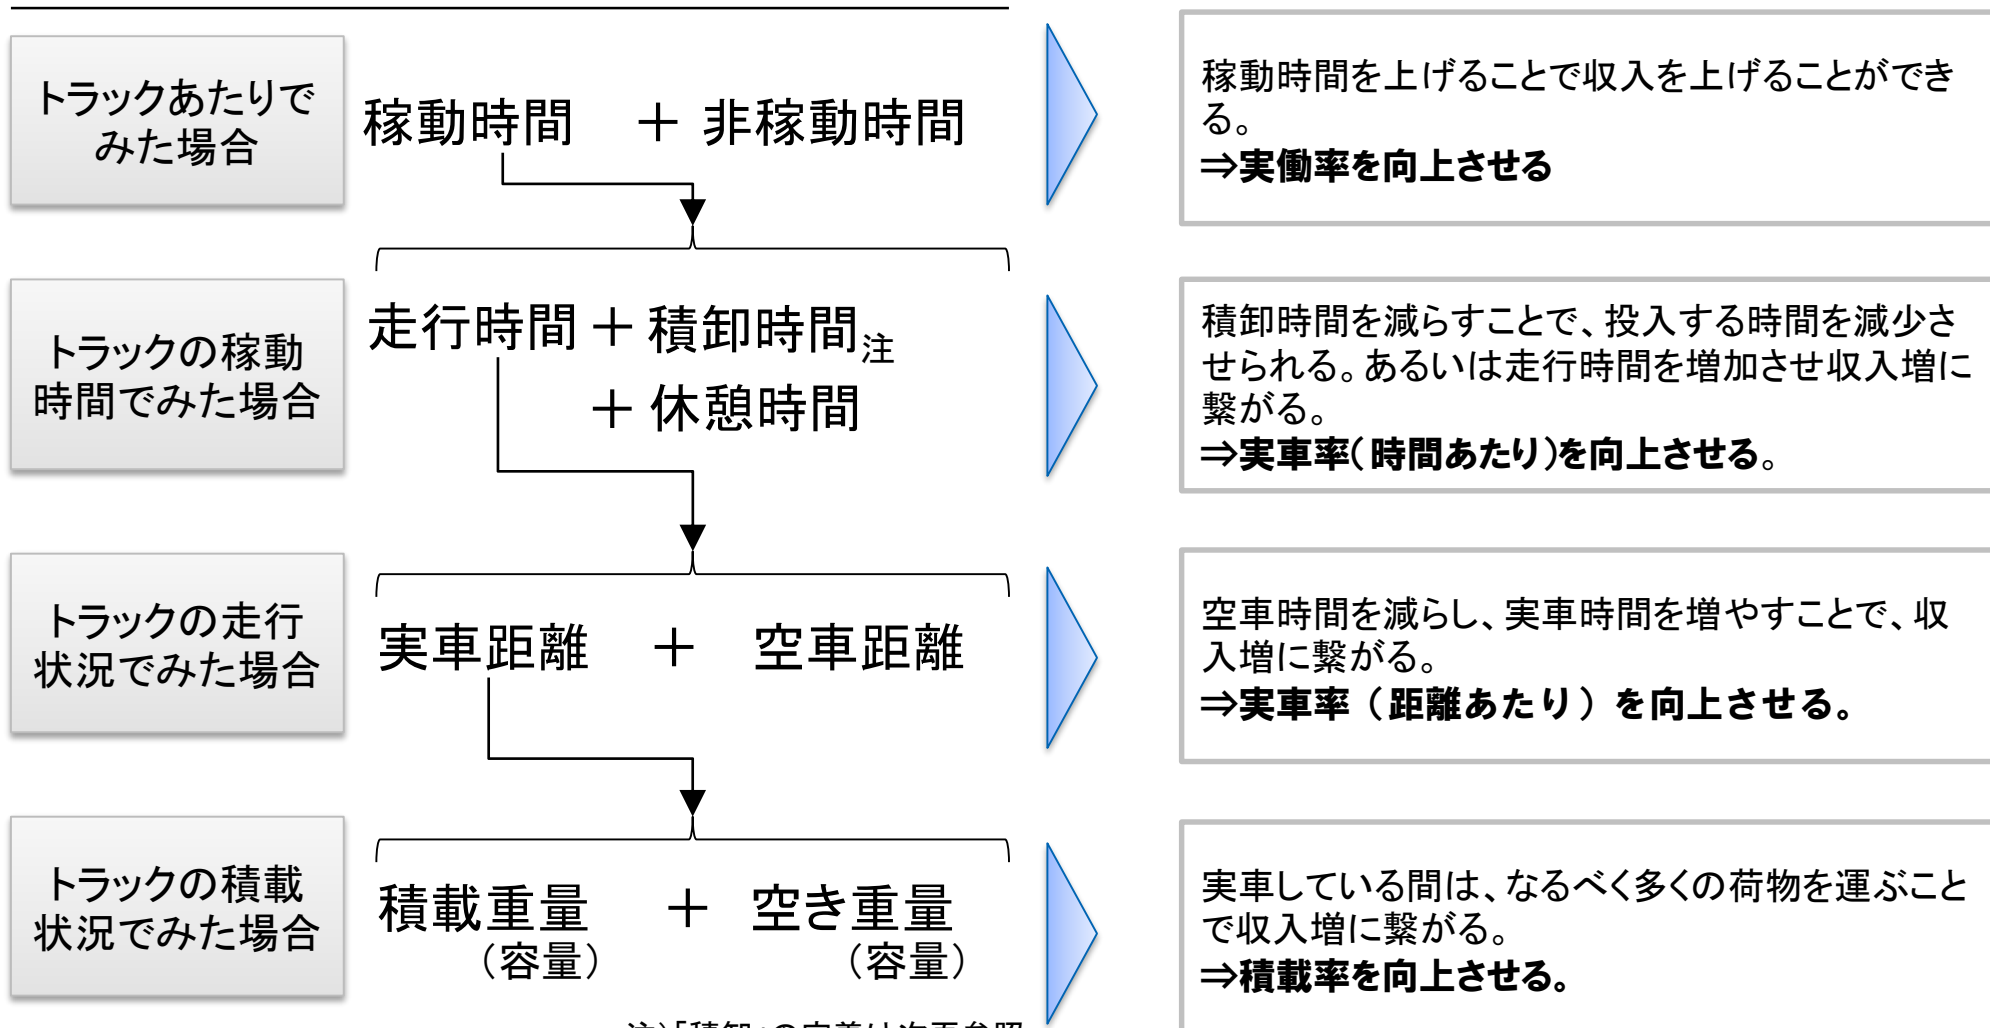 トラックあたりで
みた場合
稼動時間 ＋ 非稼動時間
稼動時間を上げることで収入を上げることができ
る。
⇒実働率を向上させる
トラックの稼動
時間でみた場合
走行時間＋積卸時間注
＋休憩時間
積卸時間を減らすことで、投入する時間を減少さ
せられる。あるいは走行時間を増加させ収入増に
繋がる。
⇒実車率（時間あたり）を向上させる。
トラックの走行
状況でみた場合
実車距離 ＋ 空車距離
空車時間を減らし、実車時間を増やすことで、収
入増に繋がる。
⇒実車率（距離あたり）を向上させる。
トラックの積載
状況でみた場合
積載重量 ＋ 空き重量
（容量） （容量）
実車している間は、なるべく多くの荷物を運ぶこと
で収入増に繋がる。
⇒積載率を向上させる。
注）「積卸」の定義は次頁参照